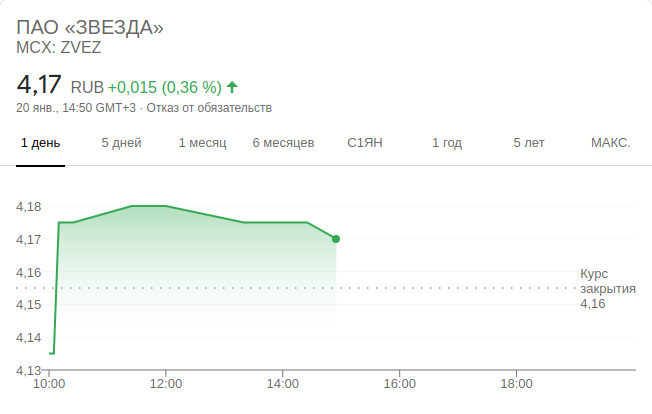 ПАО «ЗВЕЗДА»
MCX: ZVEZ
4,17 RUB +0,015 (0,36 %)
20 янв., 14:50 GMT+3 · Отказ от обязательств
1 день 5 дней 1 месяц 6 месяцев С1ЯН 1 год 5 лет МАКС.
4,18
4,17
4,16
4,15
4,14
4,13
Курс
закрытия
4,16
10:00 12:00 14:00 16:00 18:00